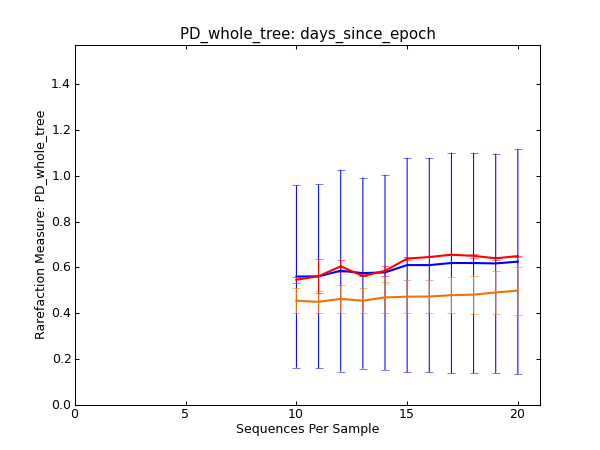 PD_whole_tree: days_since_epoch
Rarefaction Measure: PD_whole_tree
1.4
1.2
1.0
0.8
0.6
0.4
0.2
0.0
0 5 10 15 20
Sequences Per Sample